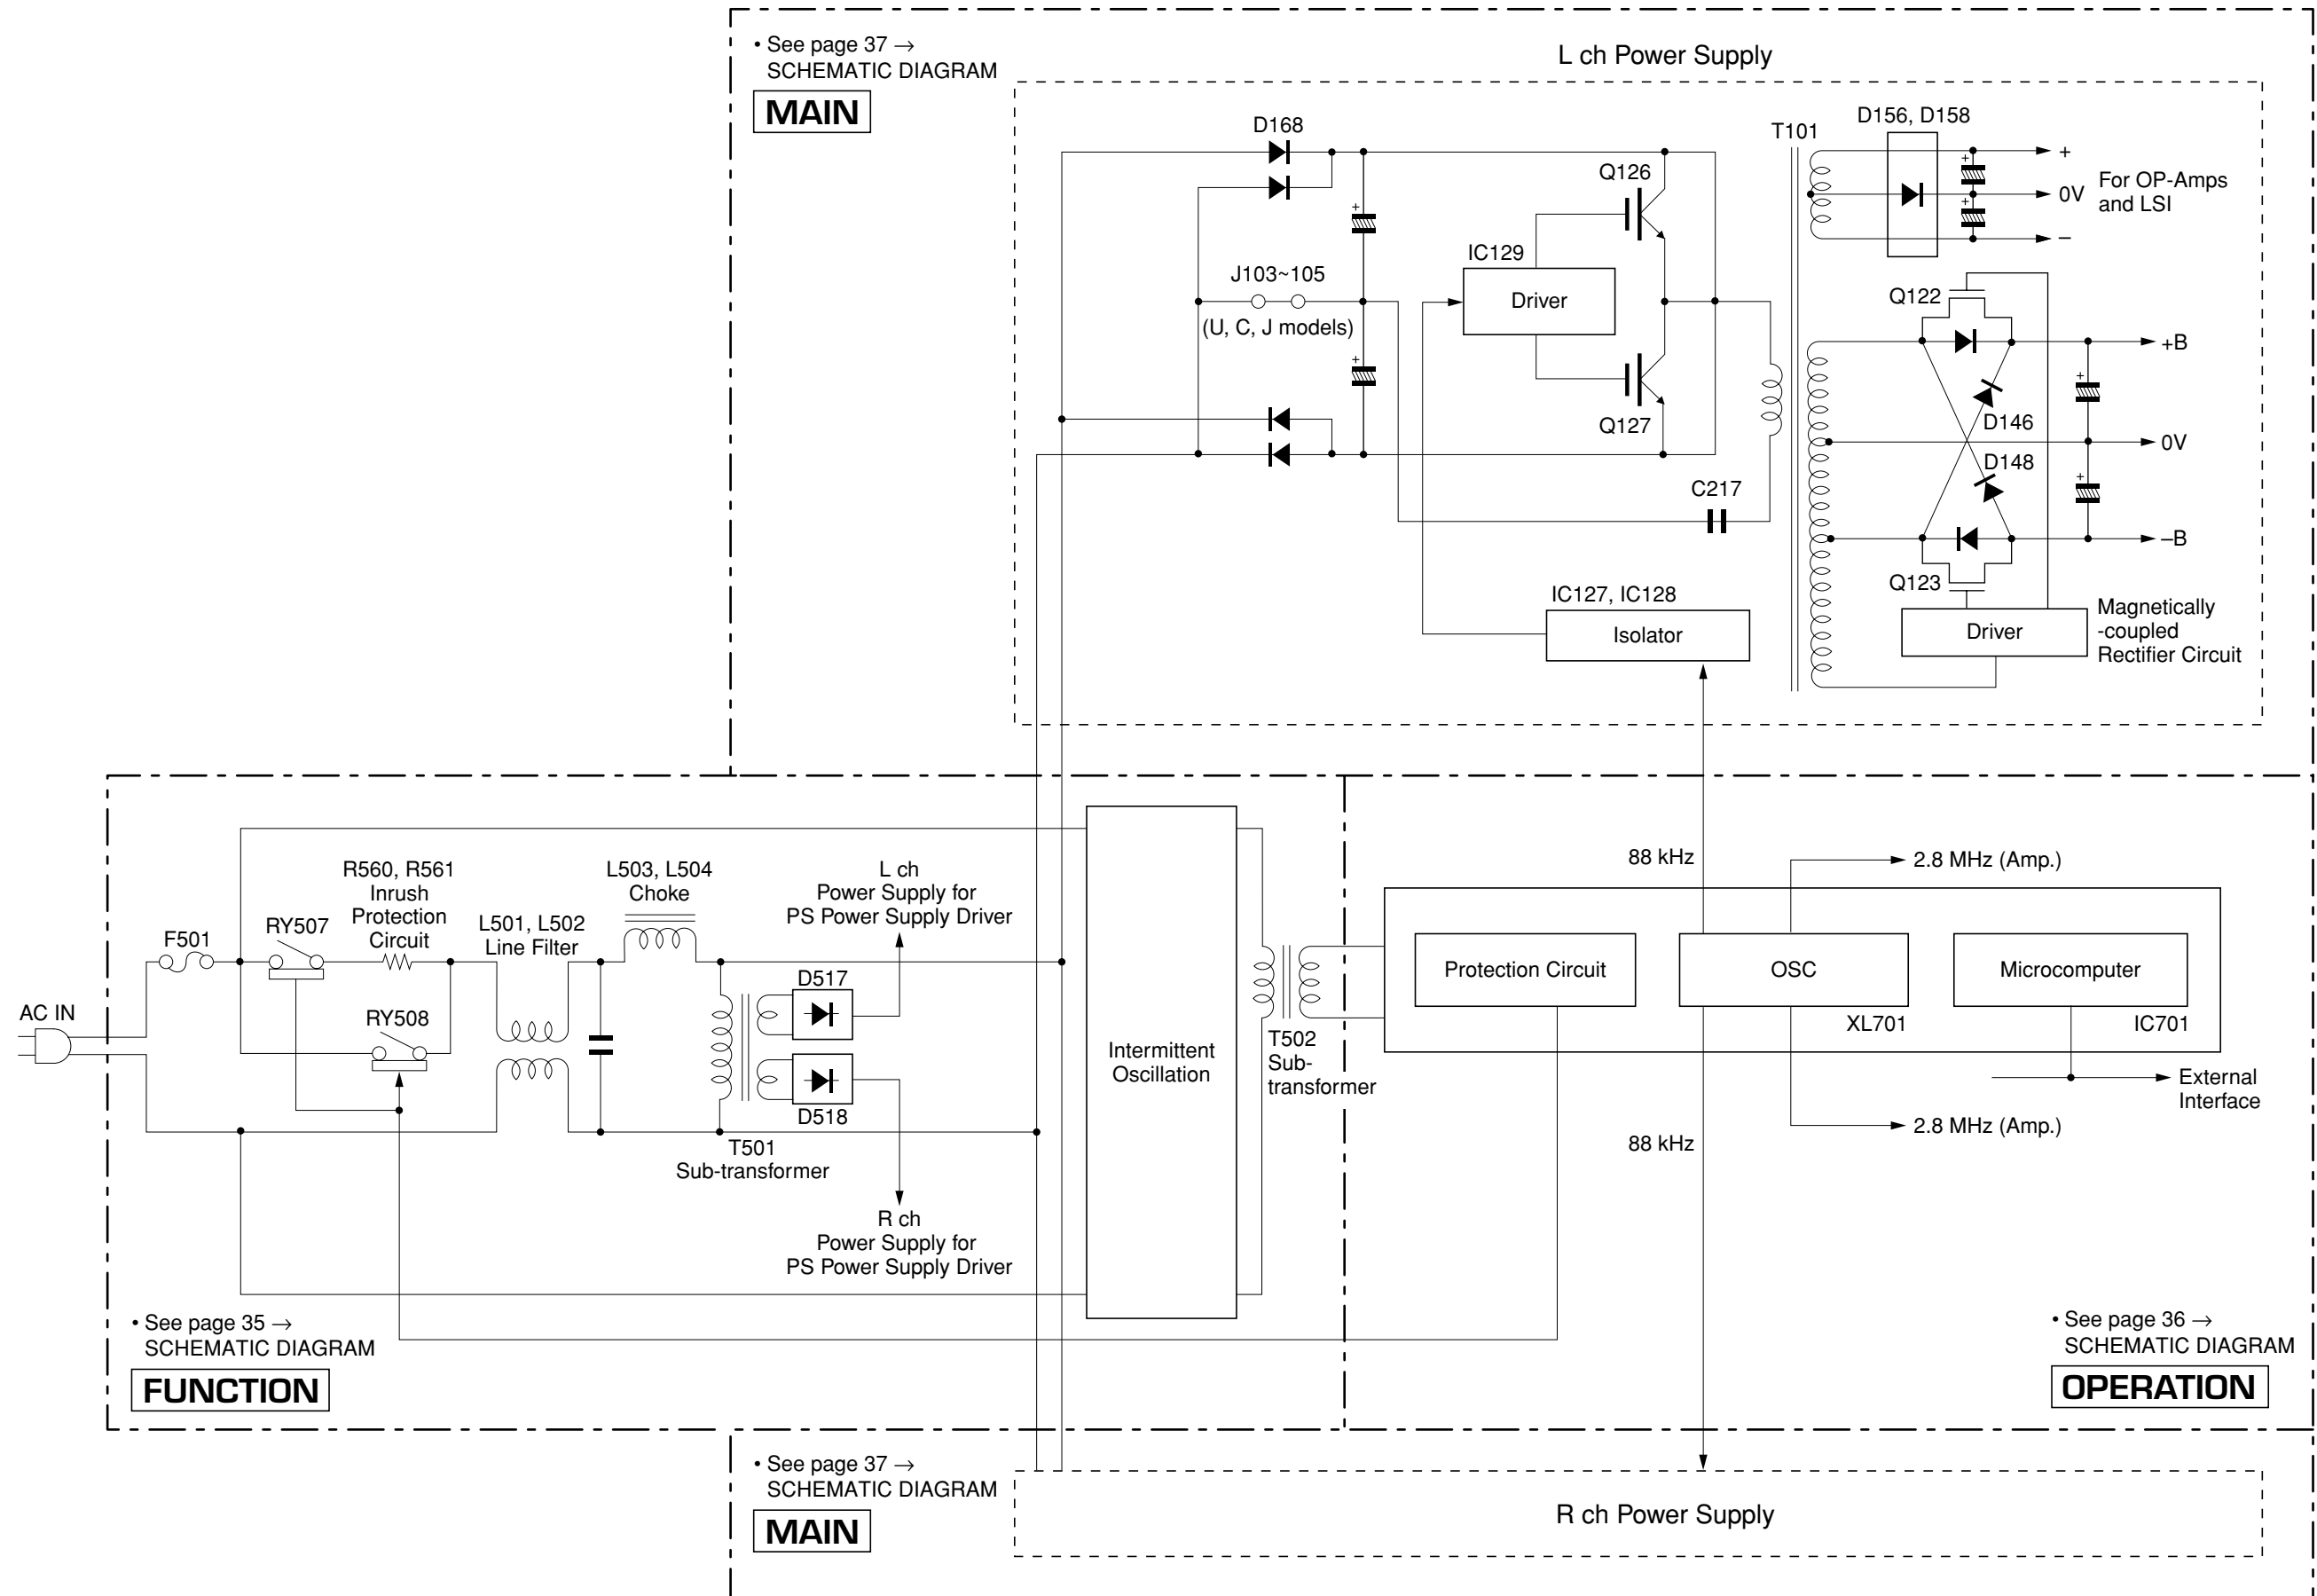 • See page 37 →
SCHEMATIC DIAGRAM
MAIN
L ch Power Supply
D168
J103~105
(U, C, J models)
+
+
IC129
Driver
Q126
Q127
C217
IC127, IC128
Isolator
T101
D156, D158
+
+
+
0V
–
For OP-Amps
and LSI
Q122
D146
D148
Q123
+
+
+B
0V
–B
Driver
Magnetically
-coupled
Rectifier Circuit
AC IN
F501
RY507
R560, R561
Inrush
Protection
Circuit
RY508
L501, L502
Line Filter
L503, L504
Choke
L ch
Power Supply for
PS Power Supply Driver
D517
D518
T501
Sub-transformer
R ch
Power Supply for
PS Power Supply Driver
Intermittent
Oscillation
T502
Sub-
transformer
• See page 35 →
SCHEMATIC DIAGRAM
FUNCTION
88 kHz
2.8 MHz (Amp.)
Protection Circuit
OSC
XL701
Microcomputer
IC701
External
Interface
2.8 MHz (Amp.)
88 kHz
• See page 36 →
SCHEMATIC DIAGRAM
OPERATION
• See page 37 →
SCHEMATIC DIAGRAM
MAIN
R ch Power Supply